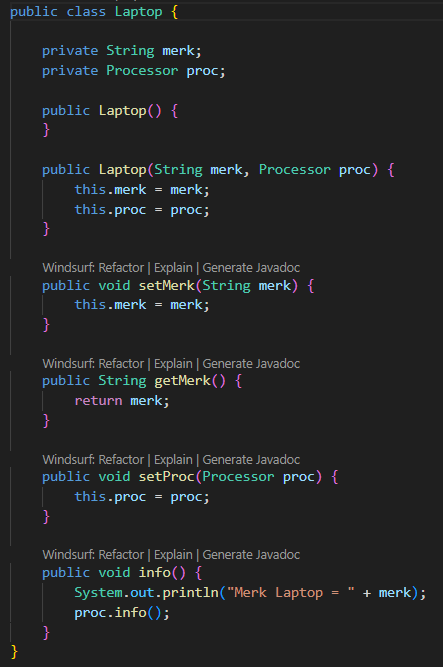 public class Laptop {
private String merk;
private Processor proc;
public Laptop() {
}
public Laptop(String merk, Processor proc) {
this.merk = merk;
this.proc = proc;
}
Windsurf: Refactor | Explain | Generate Javadoc
public void setMerk(String merk) {
this.merk = merk;
}
Windsurf: Refactor | Explain | Generate Javadoc
public String getMerk() {
return merk;
}
Windsurf: Refactor | Explain | Generate Javadoc
public void setProc(Processor proc) {
this.proc = proc;
}
Windsurf: Refactor | Explain | Generate Javadoc
public void info() {
System.out.println("Merk Laptop = " + merk);
proc.info();
}
}